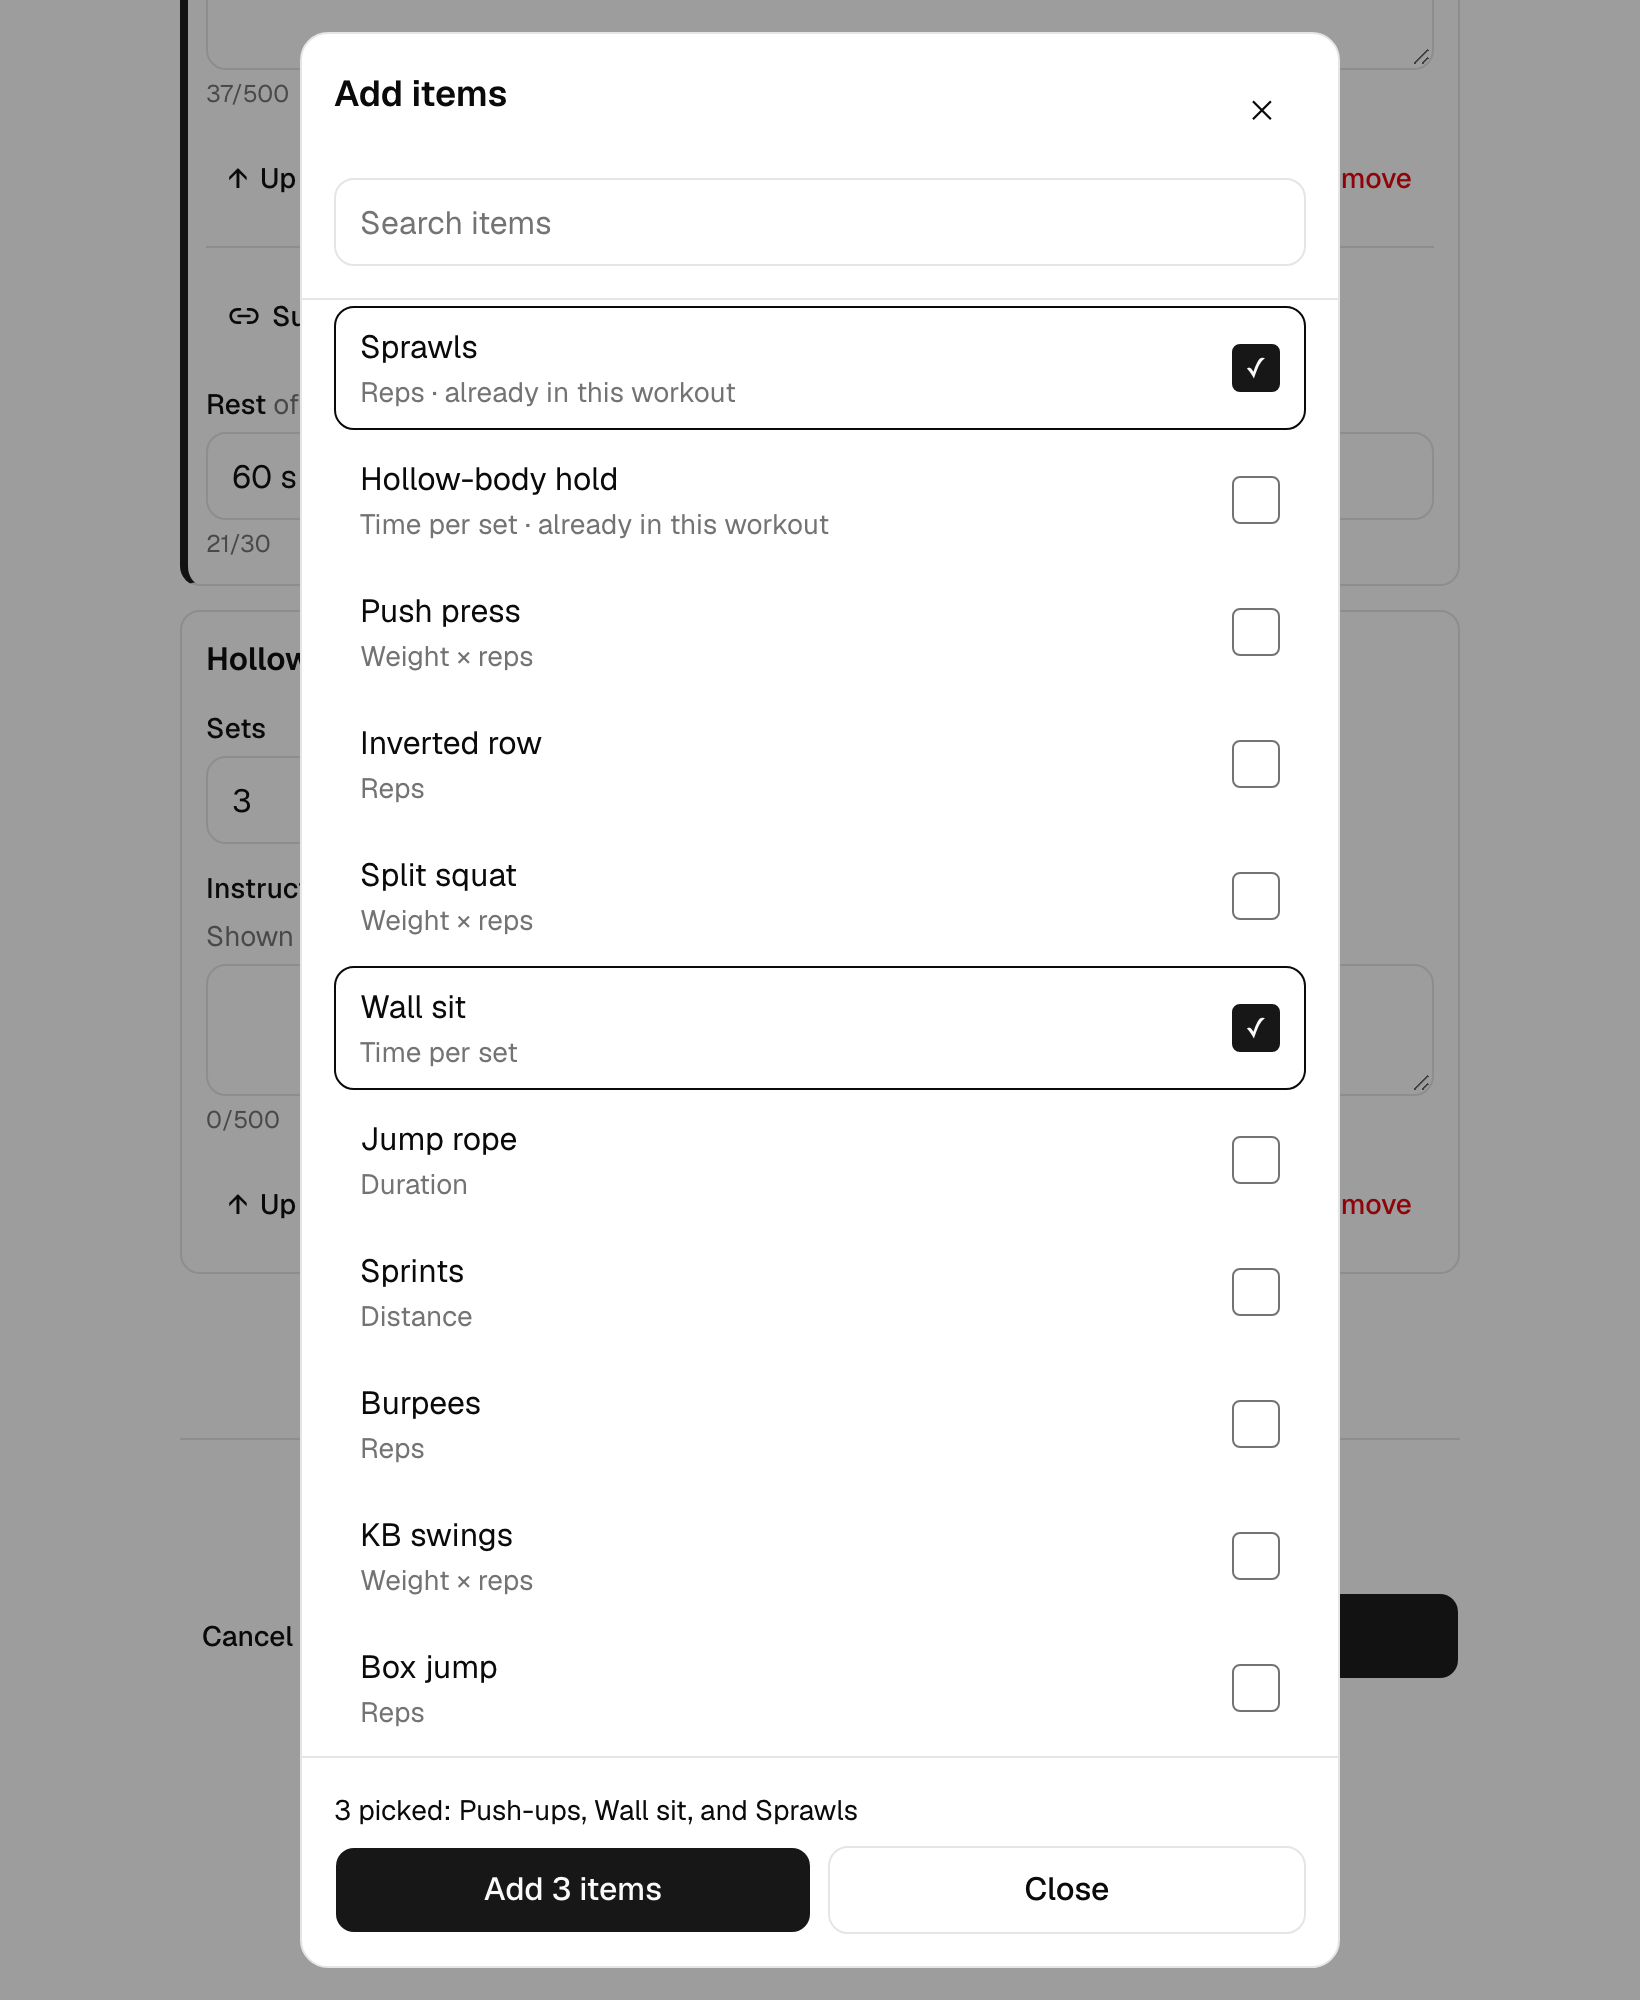 37/500
Add items
↑ Up
move
Search items
Su
Sprawls
Reps · already in this workout
Rest of
60 s
Hollow-body hold
Time per set · already in this workout
21/30
Push press
Weight × reps
Hollow
Sets
Inverted row
Reps
3
Split squat
Weight × reps
Instruc
Shown
Wall sit
Time per set
0/500
Jump rope
Duration
↑ Up
move
Sprints
Distance
Burpees
Reps
KB swings
Weight × reps
Cancel
Box jump
Reps
3 picked: Push-ups, Wall sit, and Sprawls
Add 3 items
Close